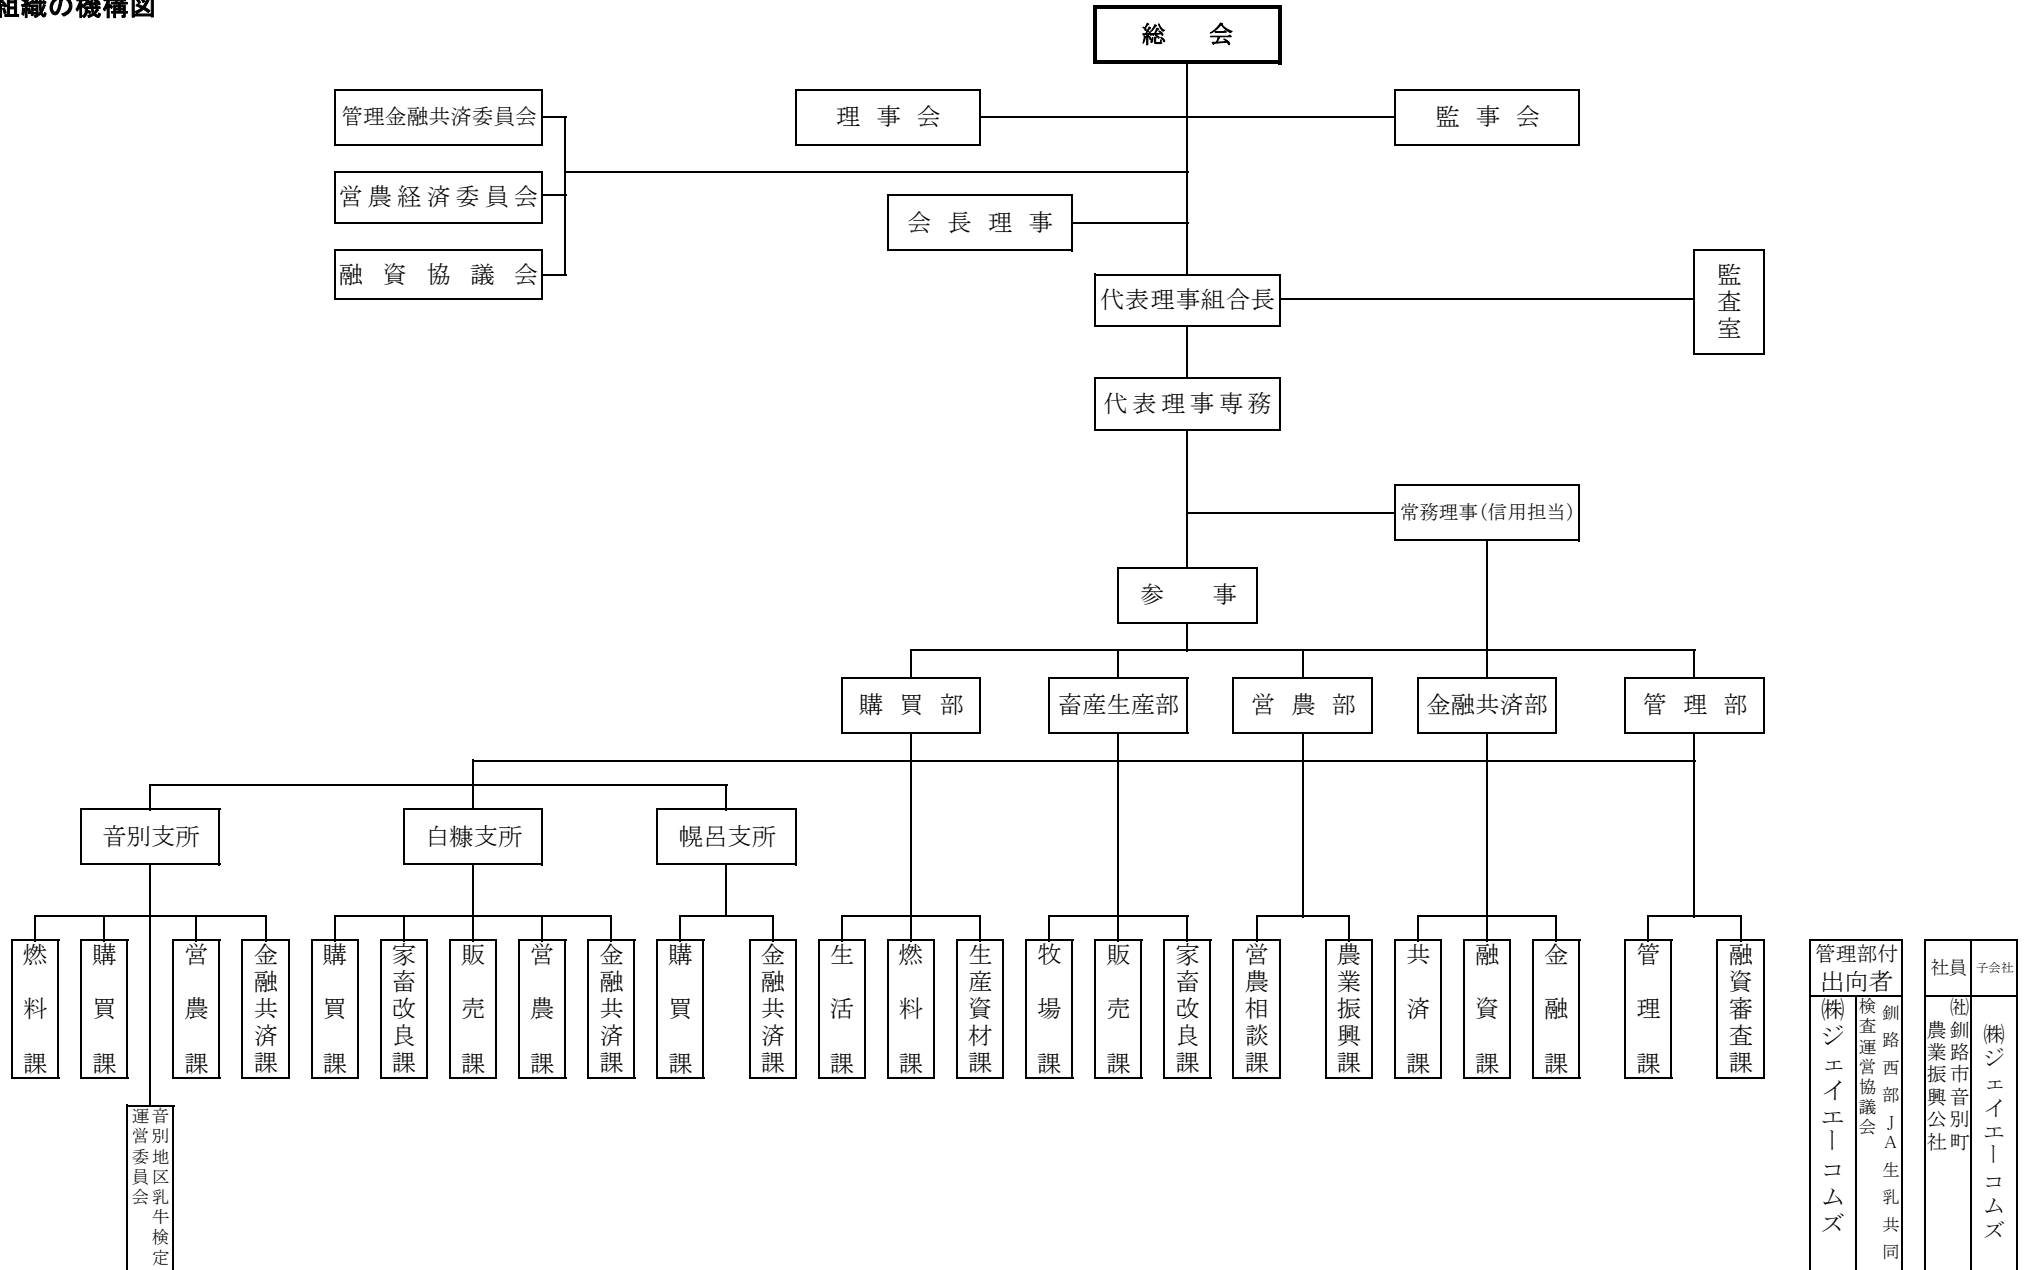 組織の機構図
総 会
管理金融共済委員会
理事会
監事会
営農経済委員会
会長理事
融資協議会
代表理事組合長
監査室
代表理事専務
常務理事(信用担当)
参 事
購買部
畜産生産部
営農部
金融共済部
管理部
音別支所
白糠支所
幌呂支所
燃料課
購買課
営農課
金融共済課
購買課
家畜改良課
販売課
営農課
金融共済課
購買課
金融共済課
生活課
燃料課
生産資材課
牧場課
販売課
家畜改良課
営農相談課
農業振興課
共済課
融資課
金融課
管理課
融資審査課
管理部付
出向者
㈱ジェイエーコムズ
釧路西部JA生乳共同
検査運営協議会
社員
㈳釧路市音別町
農業振興公社
子会社
㈱ジェイエーコムズ
音別地区乳牛検定
運営委員会